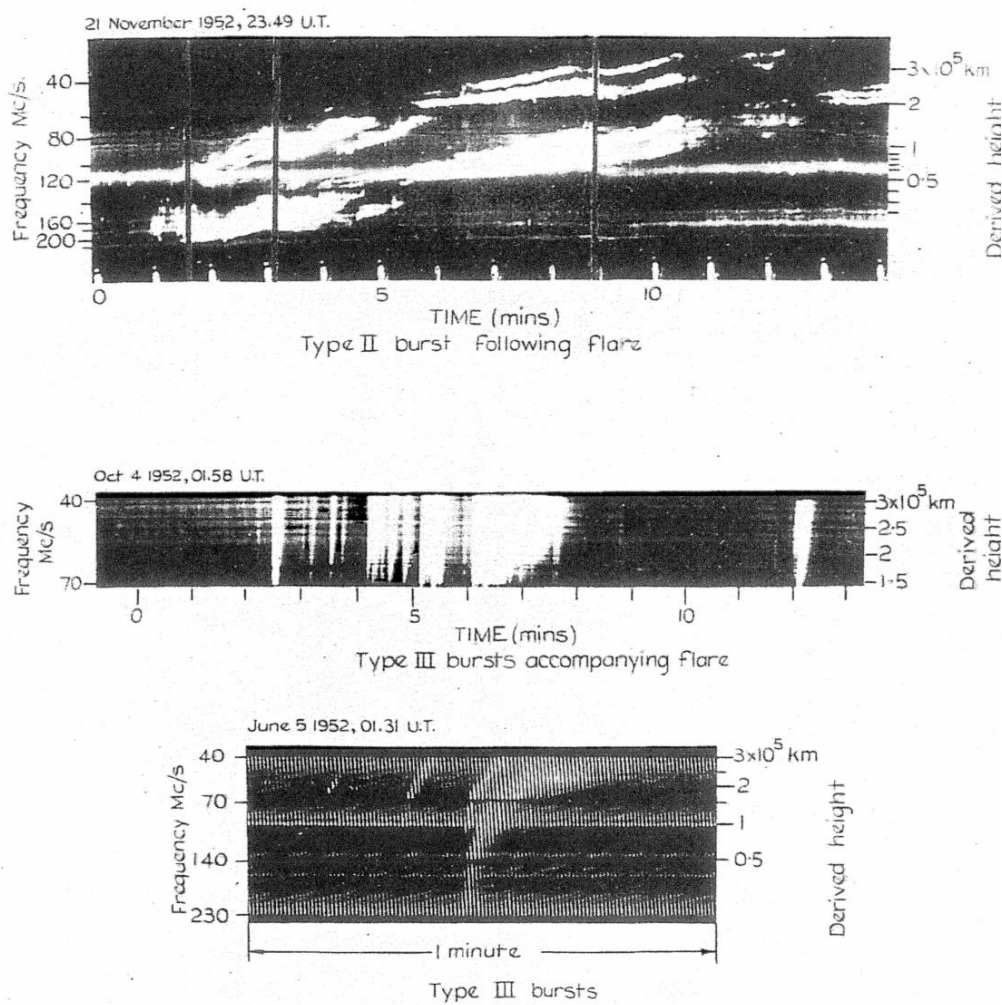 21 November 1952, 23.49 U.T.
Frequency Mc/s.
40
80
120
160
200
3x10⁵ km
2
1
0.5
Derived height
0
5
10
TIME (mins)
Type II burst following flare
Oct 4 1952, 01.58 U.T.
Frequency
Mc/s
40
70
3x10⁵km
2.5
2
1.5
Derived
height
0
5
10
TIME (mins)
Type III bursts accompanying flare
June 5 1952, 01.31 U.T.
Frequency Mc/s
40
70
140
230
3x10⁵ km
2
1
0.5
Derived height
1 minute
Type III bursts